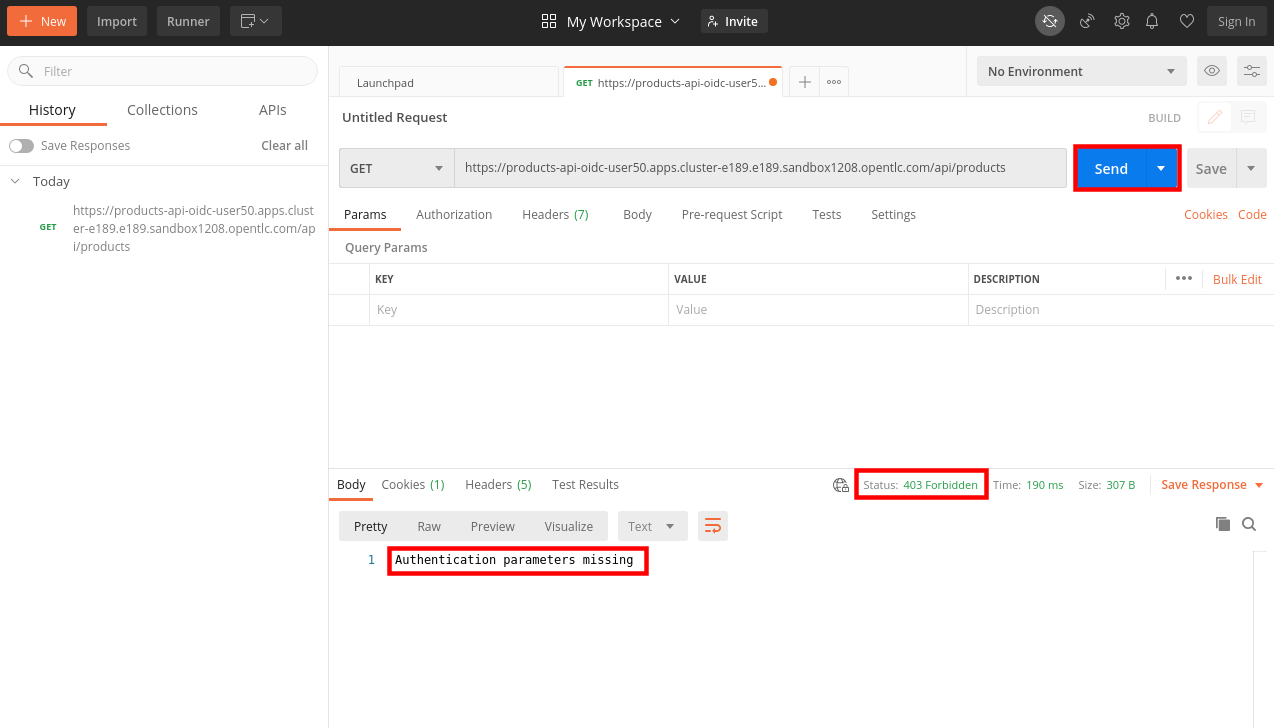 New
Import
Runner
My Workspace
Invite
Sign In
Filter
History
Collections
APIs
Save Responses
Clear all
Today
GET
https://products-api-oidc-user50.apps.clust
er-e189.e189.sandbox1208.opentlc.com/ap
i/products
Launchpad
GET https://products-api-oidc-user5...
No Environment
Untitled Request
BUILD
GET
https://products-api-oidc-user50.apps.cluster-e189.e189.sandbox1208.opentlc.com/api/products
Send
Save
Params
Authorization
Headers (7)
Body
Pre-request Script
Tests
Settings
Cookies
Code
Query Params
KEY
VALUE
DESCRIPTION
Bulk Edit
Key
Value
Description
Body
Cookies (1)
Headers (5)
Test Results
Status: 403 Forbidden
Time: 190 ms
Size: 307 B
Save Response
Pretty
Raw
Preview
Visualize
Text
1
Authentication parameters missing